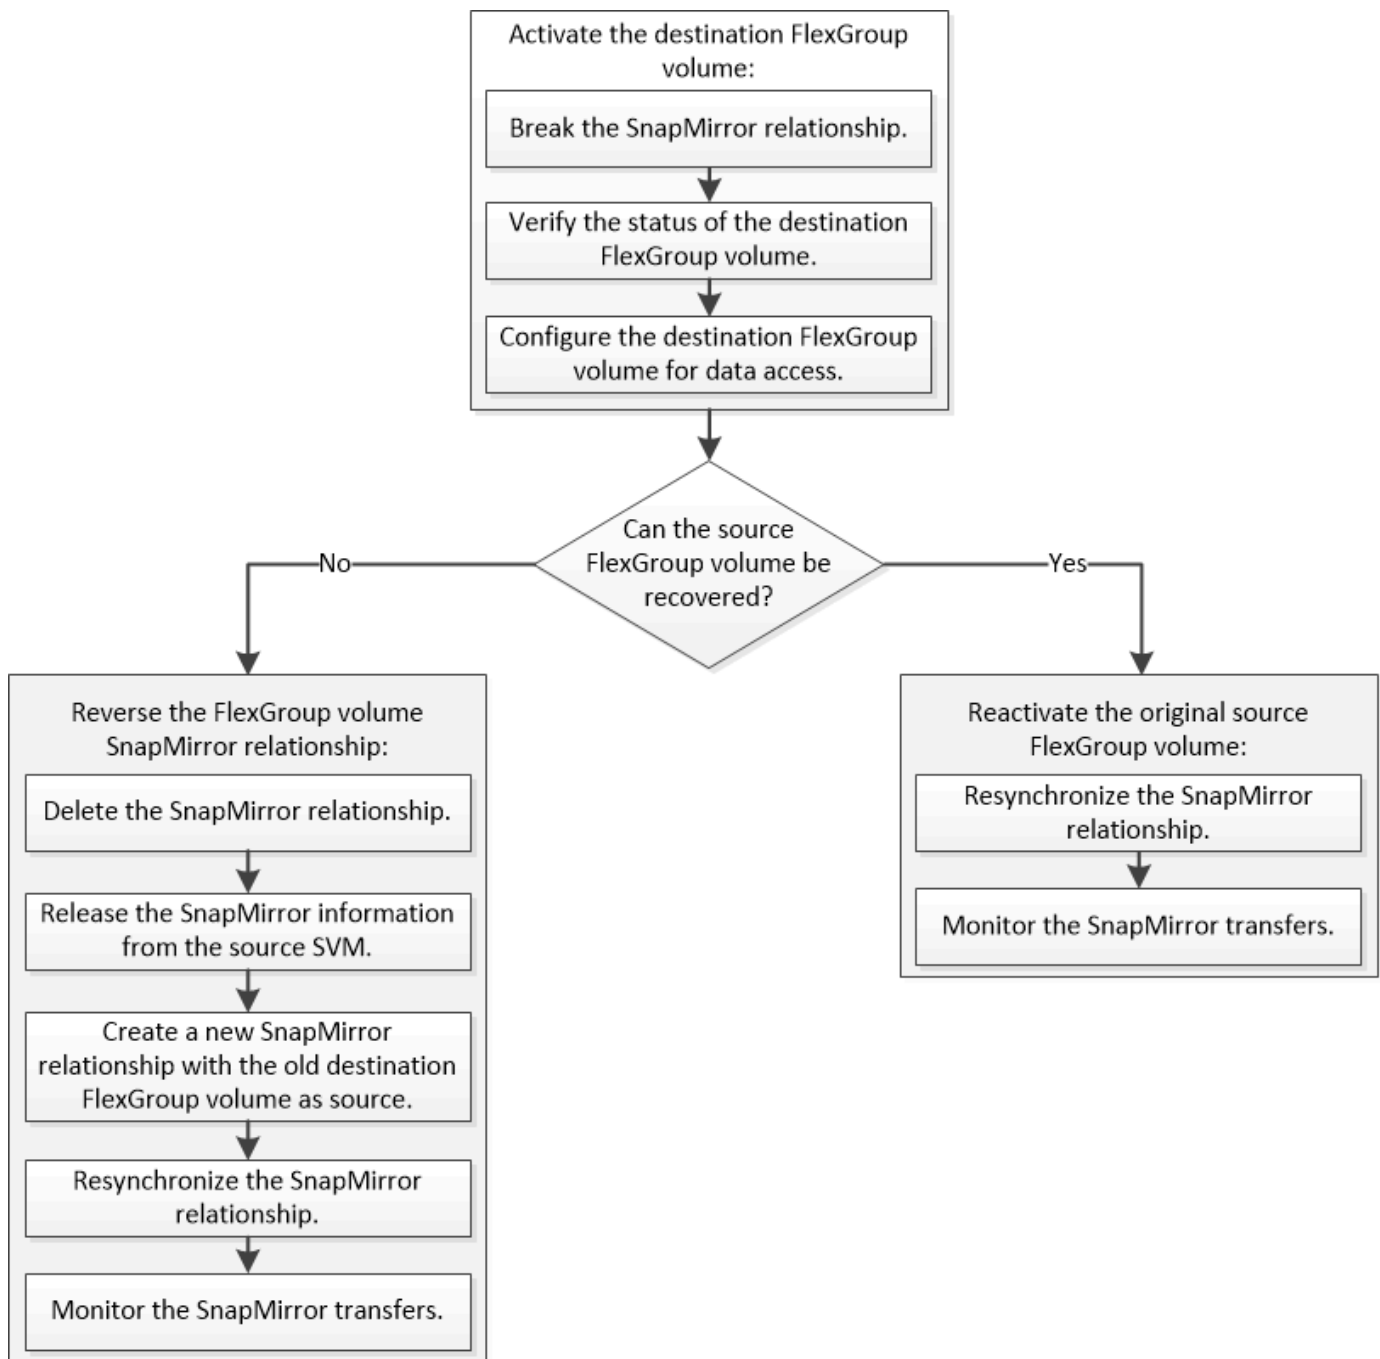 Activate the destination FlexGroup
volume:
Break the SnapMirror relationship.
Verify the status of the destination
FlexGroup volume.
Configure the destination FlexGroup
volume for data access.
Can the source
FlexGroup volume be
recovered?
No
Yes
Reverse the FlexGroup volume
SnapMirror relationship:
Delete the SnapMirror relationship.
Release the SnapMirror information
from the source SVM.
Create a new SnapMirror
relationship with the old destination
FlexGroup volume as source.
Resynchronize the SnapMirror
relationship.
Monitor the SnapMirror transfers.
Reactivate the original source
FlexGroup volume:
Resynchronize the SnapMirror
relationship.
Monitor the SnapMirror transfers.